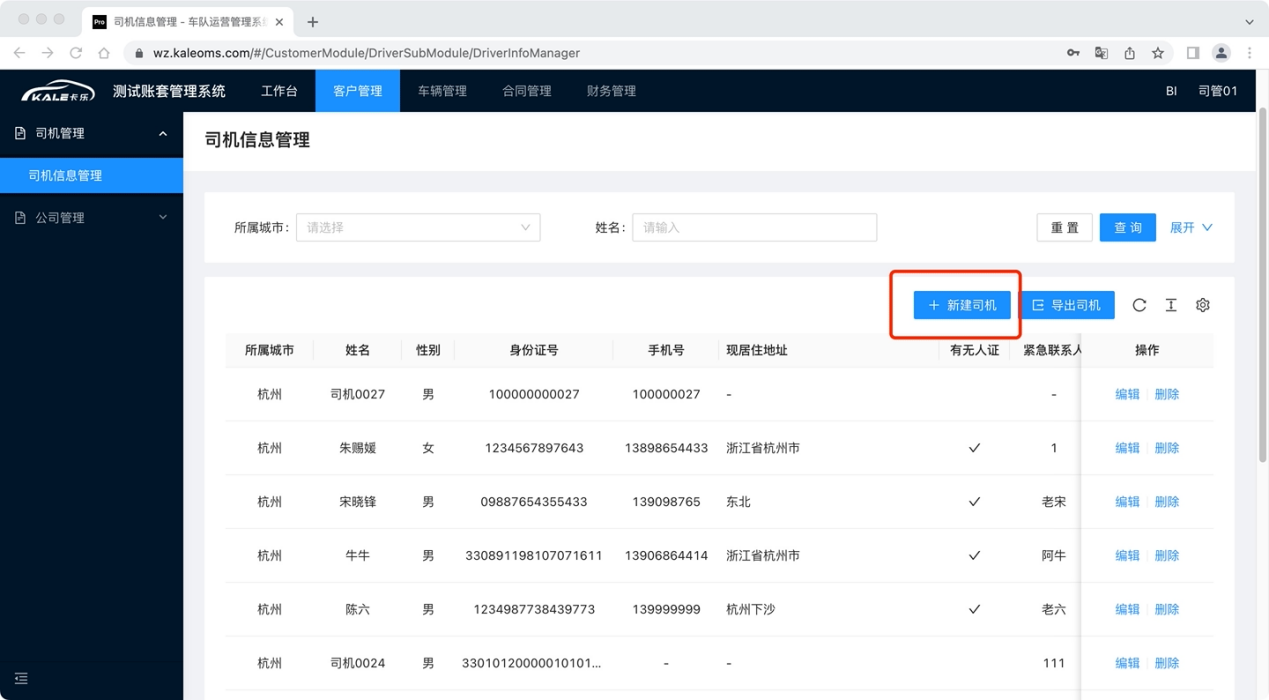 Pro 司机信息管理 - 车队运营管理系统
wz.kaleoms.com/#/CustomerModule/DriverSubModule/DriverInfoManager
KALE卡乐 测试账套管理系统 工作台 客户管理 车辆管理 合同管理 财务管理 BI 司管01
司机管理
司机信息管理
公司管理
司机信息管理
所属城市: 请选择 姓名: 请输入 重 置 查 询 展开
+ 新建司机 导出司机
所属城市 姓名 性别 身份证号 手机号 现居住地址 有无人证 紧急联系人 操作
杭州 司机0027 男 100000000027 100000027 - - 编辑 删除
杭州 朱赐媛 女 1234567897643 13898654433 浙江省杭州市 ✓ 1 编辑 删除
杭州 宋晓锋 男 09887654355433 139098765 东北 ✓ 老宋 编辑 删除
杭州 牛牛 男 330891198107071611 13906864414 浙江省杭州市 ✓ 阿牛 编辑 删除
杭州 陈六 男 1234987738439773 139999999 杭州下沙 ✓ 老六 编辑 删除
杭州 司机0024 男 33010120000010101... - - 111 编辑 删除